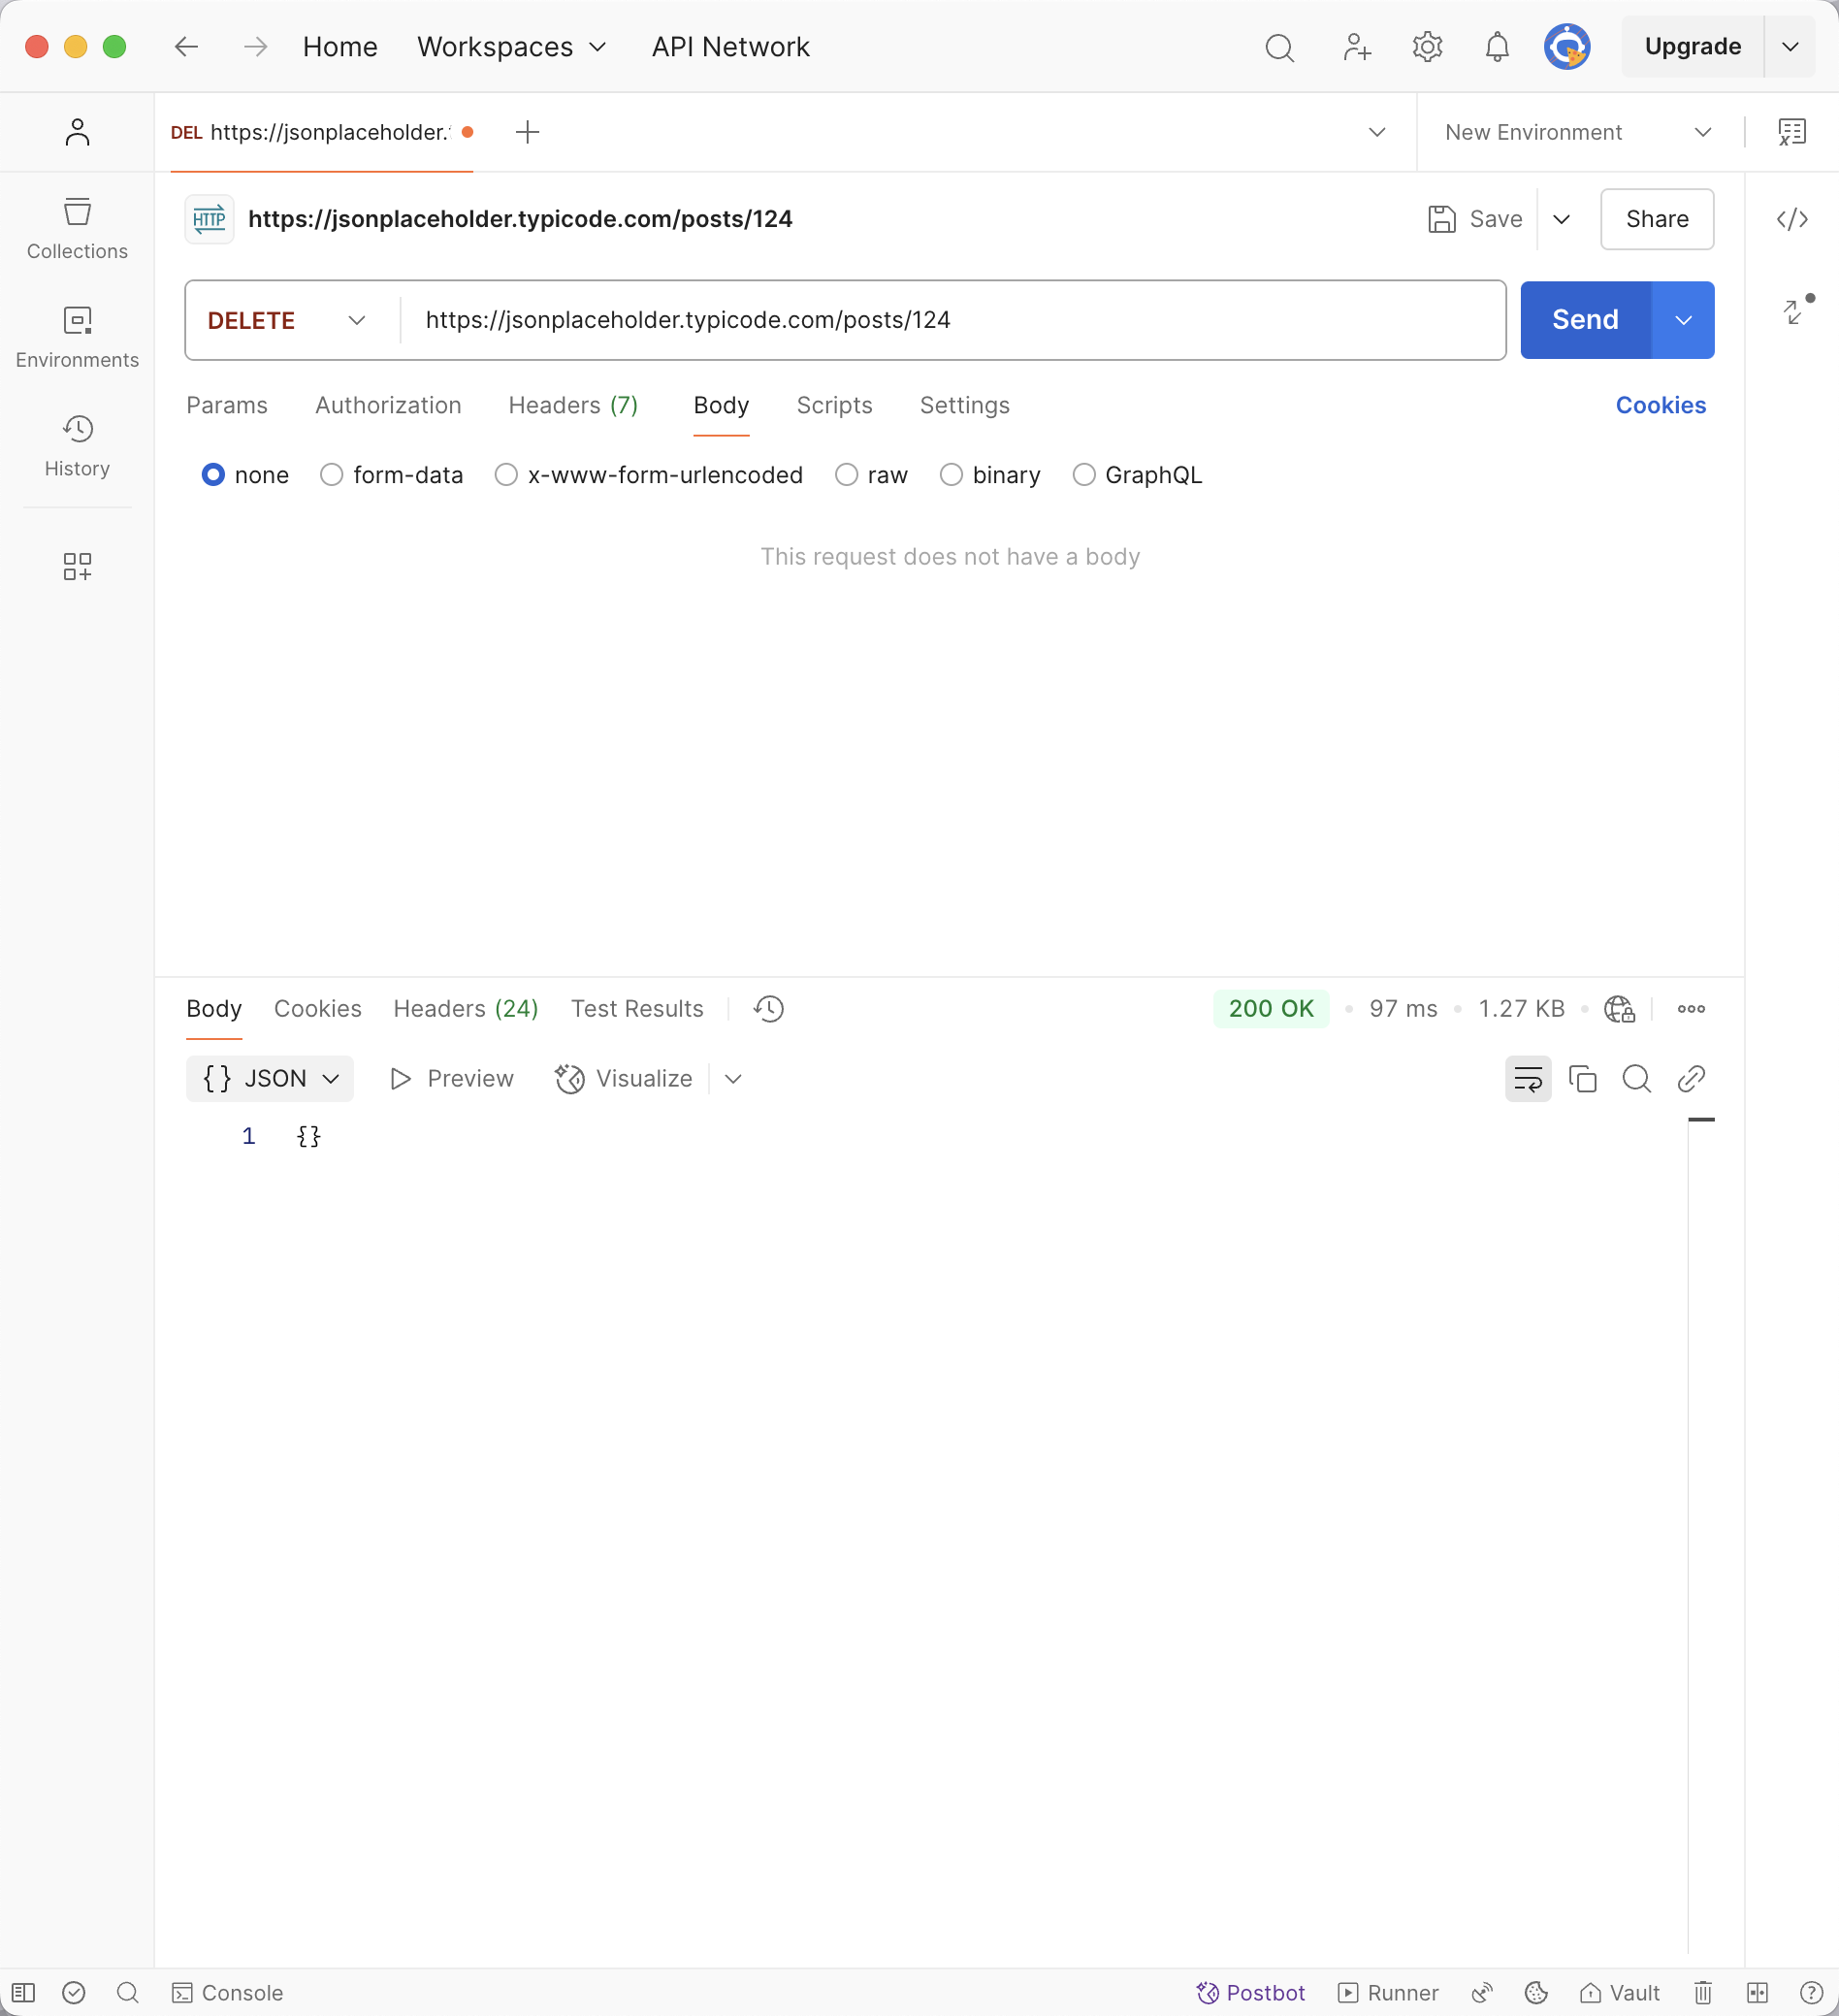 Home Workspaces API Network Upgrade
DEL https://jsonplaceholder. New Environment
Collections
Environments
History
HTTP https://jsonplaceholder.typicode.com/posts/124 Save Share
DELETE https://jsonplaceholder.typicode.com/posts/124 Send
Params Authorization Headers (7) Body Scripts Settings Cookies
none form-data x-www-form-urlencoded raw binary GraphQL
This request does not have a body
Body Cookies Headers (24) Test Results 200 OK 97 ms 1.27 KB
{} JSON Preview Visualize
1 {}
Console Postbot Runner Vault